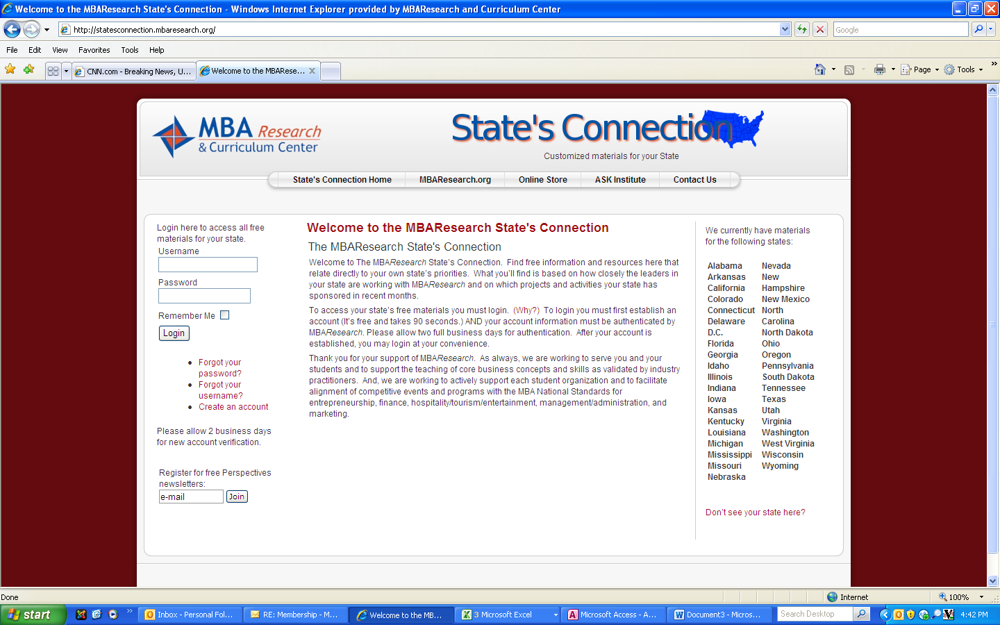 Welcome to the MBAResearch State's Connection - Windows Internet Explorer provided by MBAResearch and Curriculum Center
http://statesconnection.mbaresearch.org/
Google
File Edit View Favorites Tools Help
CNN.com - Breaking News, U...
Welcome to the MBARese...
Page
Tools
MBA Research
& Curriculum Center
State's Connection
Customized materials for your State
State's Connection Home
MBAResearch.org
Online Store
ASK Institute
Contact Us
Login here to access all free
materials for your state.
Username
Password
Remember Me
Login
Forgot your
password?
Forgot your
username?
Create an account
Please allow 2 business days
for new account verification.
Register for free Perspectives
newsletters:
e-mail
Join
Welcome to the MBAResearch State's Connection
The MBAResearch State's Connection
Welcome to The MBAResearch State's Connection. Find free information and resources here that
relate directly to your own state's priorities. What you'll find is based on how closely the leaders in
your state are working with MBAResearch and on which projects and activities your state has
sponsored in recent months.
To access your state's free materials you must login. (Why?) To login you must first establish an
account (It's free and takes 90 seconds.) AND your account information must be authenticated by
MBAResearch. Please allow two full business days for authentication. After your account is
established, you may login at your convenience.
Thank you for your support of MBAResearch. As always, we are working to serve you and your
students and to support the teaching of core business concepts and skills as validated by industry
practitioners. And, we are working to actively support each student organization and to facilitate
alignment of competitive events and programs with the MBA National Standards for
entrepreneurship, finance, hospitality/tourism/entertainment, management/administration, and
marketing.
We currently have materials
for the following states:
Alabama
Arkansas
California
Colorado
Connecticut
Delaware
D.C.
Florida
Georgia
Idaho
Illinois
Indiana
Iowa
Kansas
Kentucky
Louisiana
Michigan
Mississippi
Missouri
Nebraska
Nevada
New
Hampshire
New Mexico
North
Carolina
North Dakota
Ohio
Oregon
Pennsylvania
South Dakota
Tennessee
Texas
Utah
Virginia
Washington
West Virginia
Wisconsin
Wyoming
Don't see your state here?
Done
Internet
100%
start
Inbox - Personal Fol...
RE: Membership - M...
Welcome to the MB...
3 Microsoft Excel
Microsoft Access - A...
Document3 - Micros...
Search Desktop
4:42 PM